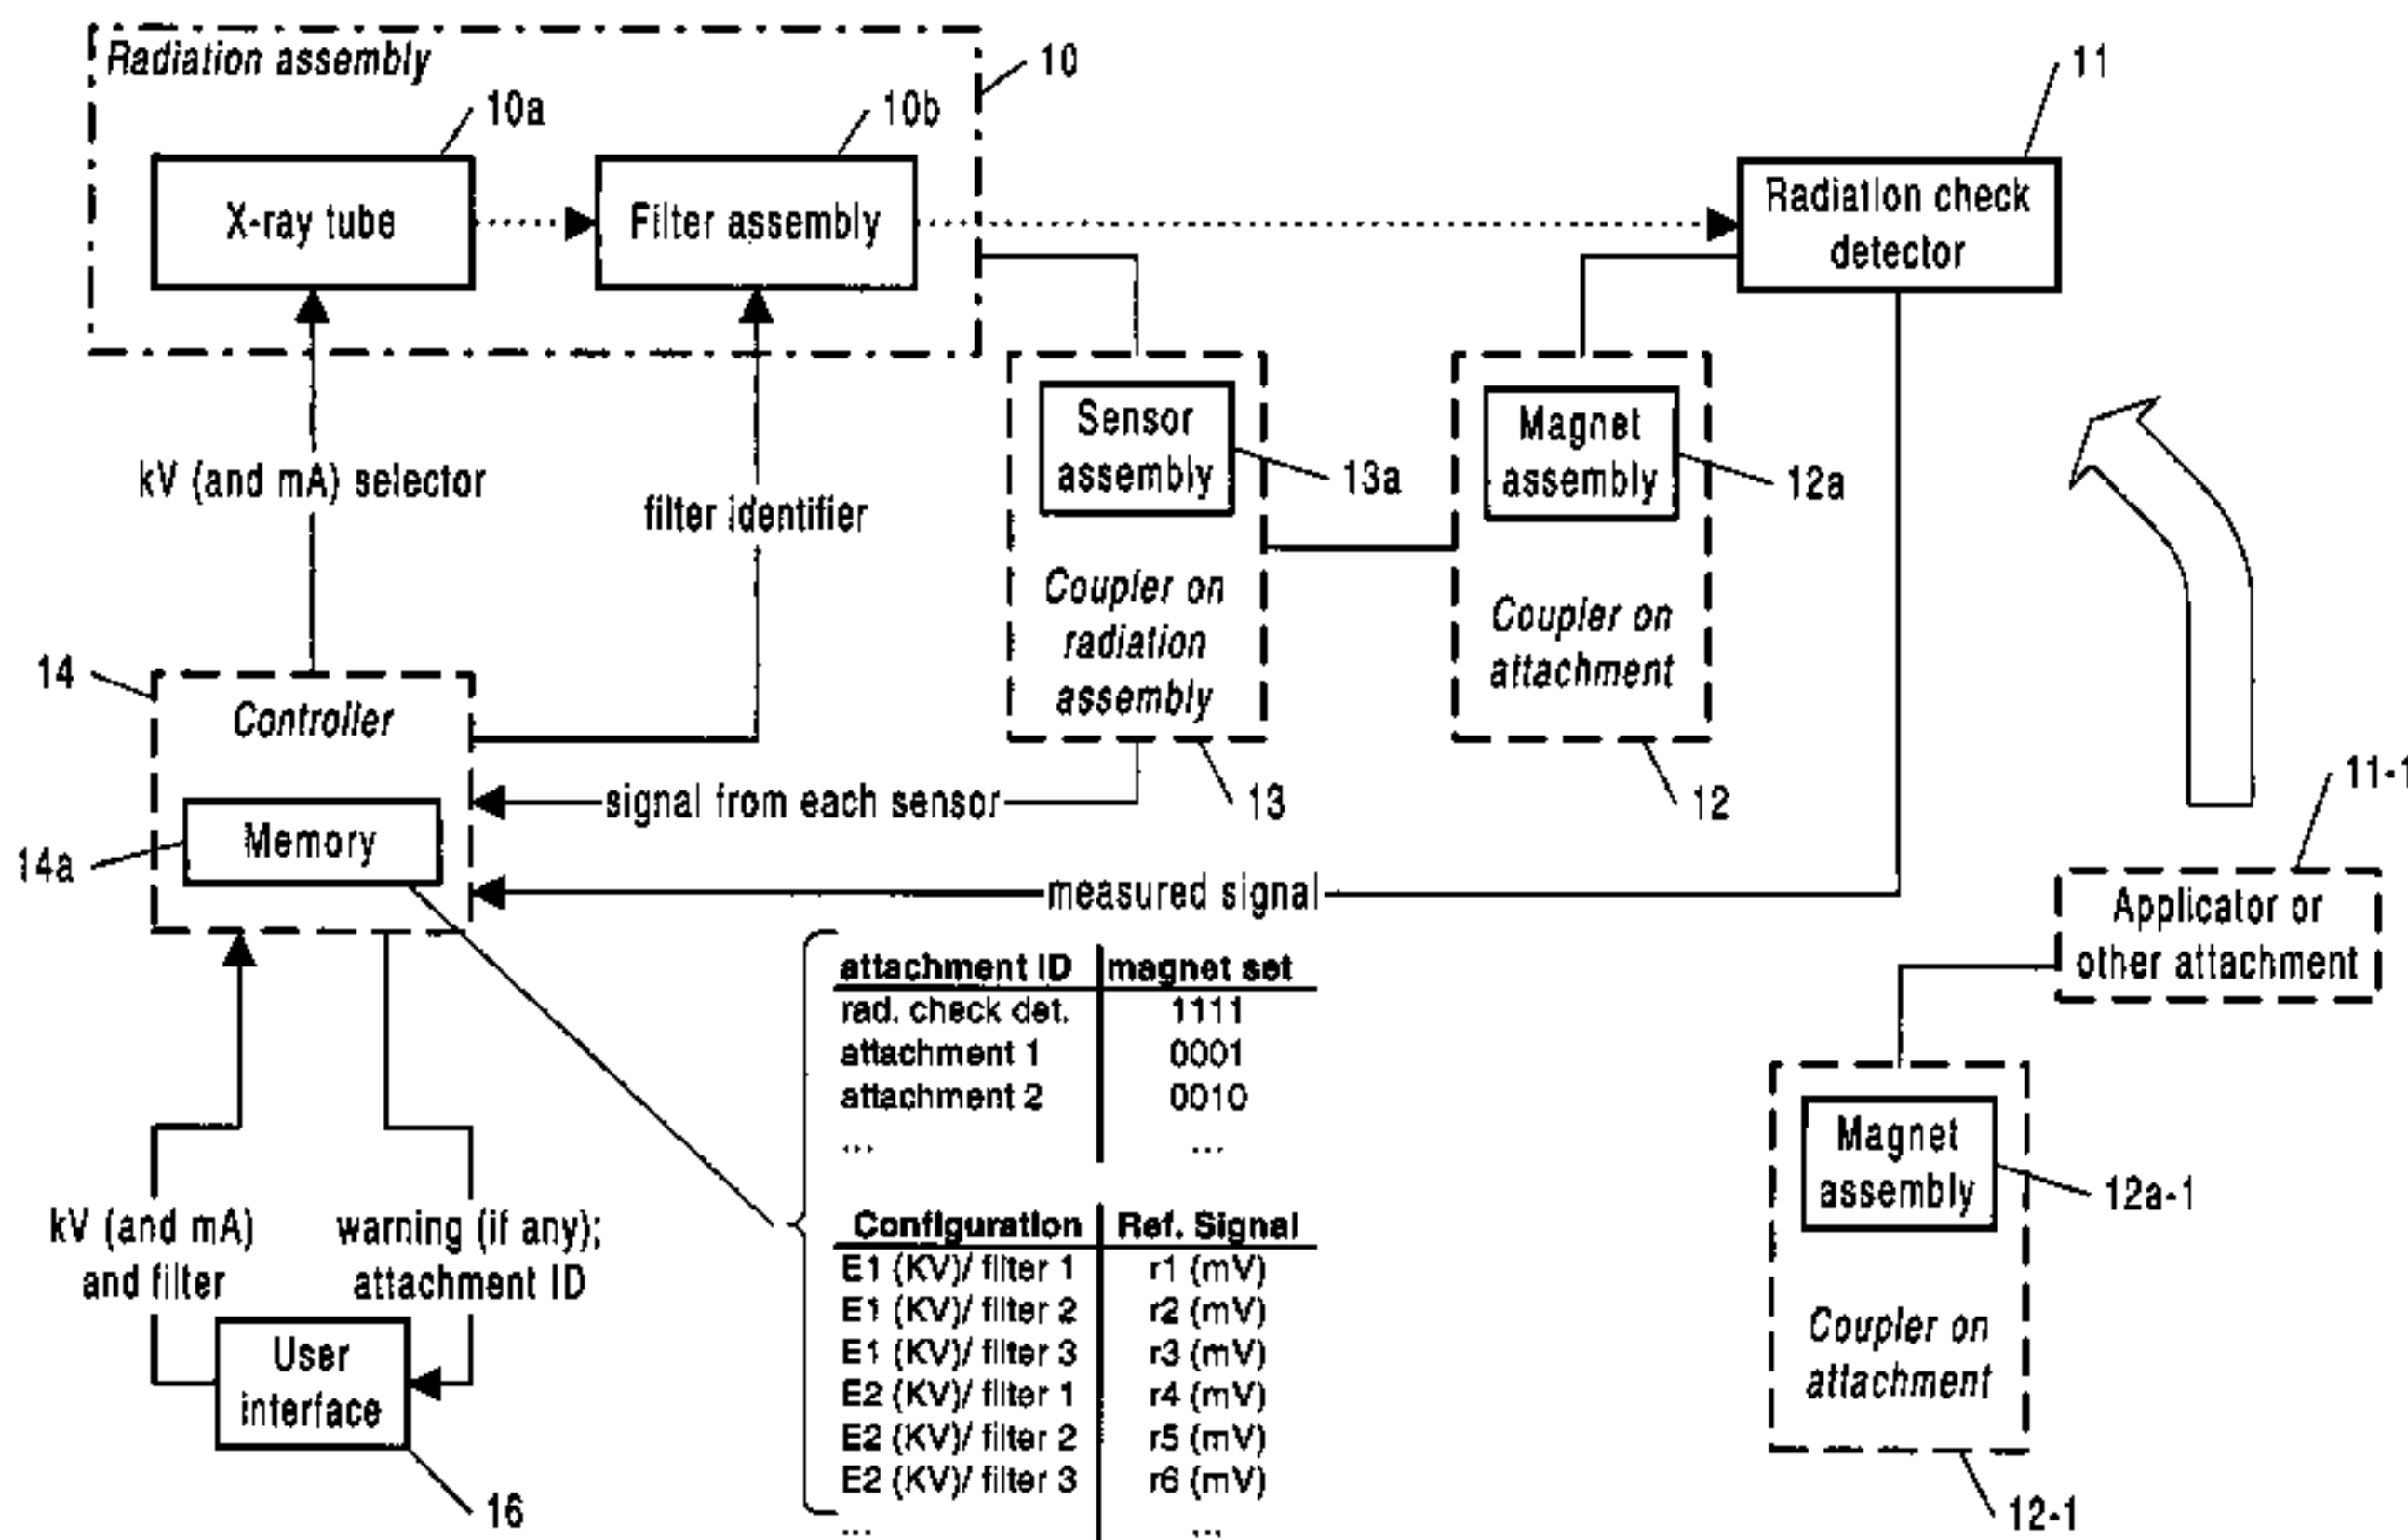 Radiation assembly
10
11
10a
10b
X-ray tube
Filter assembly
Radiation check
detector
kV (and mA) selector
filter identifier
Sensor
assembly
13a
Magnet
assembly
12a
Coupler on
radiation
assembly
Coupler on
attachment
14
Controller
13
12
11-1
signal from each sensor
14a
Memory
measured signal
Applicator or
other attachment
attachment ID magnet set
rad. check det. 1111
attachment 1 0001
attachment 2 0010
... ...
Magnet
assembly
12a-1
Coupler on
attachment
12-1
kV (and mA)
and filter
warning (if any);
attachment ID
User
interface
16
Configuration Ref. Signal
E1 (KV)/ filter 1 r1 (mV)
E1 (KV)/ filter 2 r2 (mV)
E1 (KV)/ filter 3 r3 (mV)
E2 (KV)/ filter 1 r4 (mV)
E2 (KV)/ filter 2 r5 (mV)
E2 (KV)/ filter 3 r6 (mV)
... ...